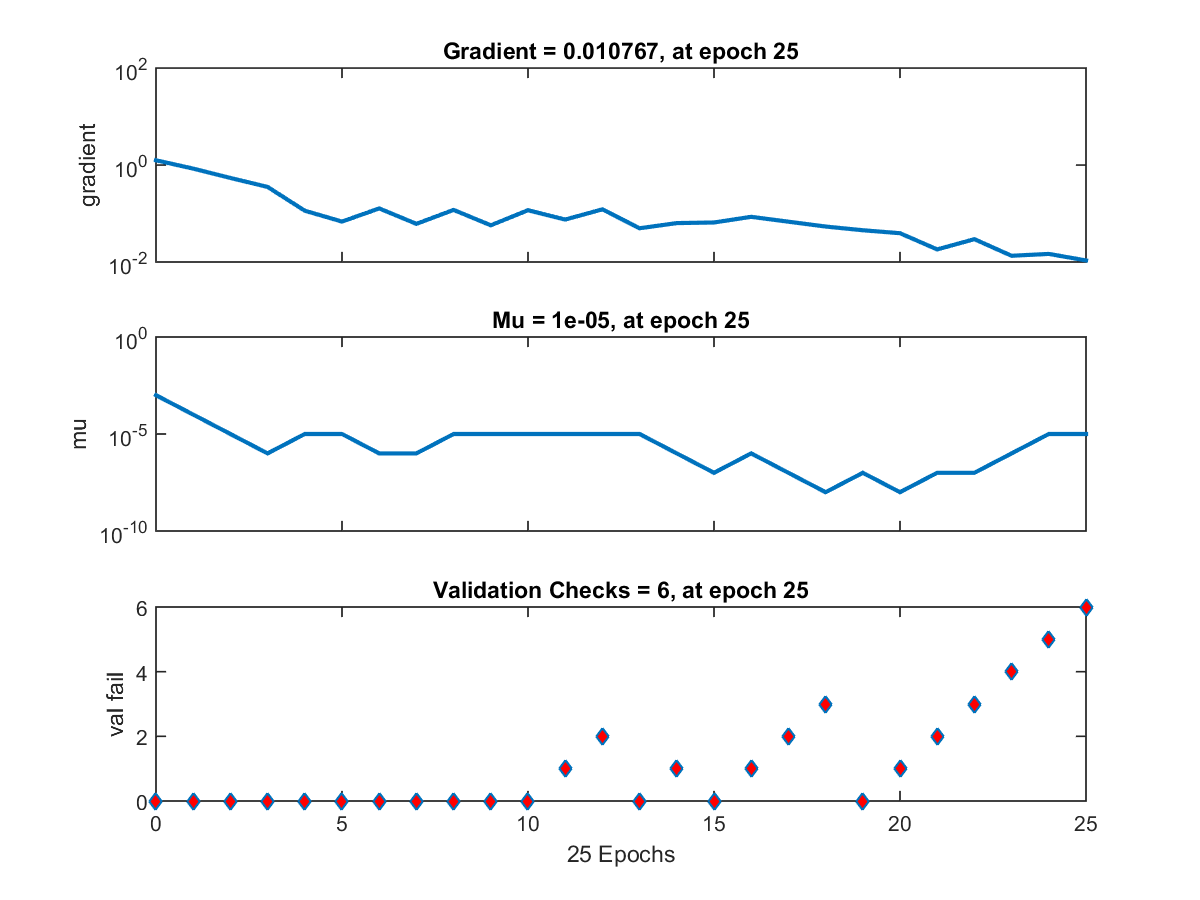 Gradient = 0.010767, at epoch 25
10^2
10^0
10^-2
gradient
Mu = 1e-05, at epoch 25
10^0
10^-5
10^-10
mu
Validation Checks = 6, at epoch 25
6
4
2
0
val fail
0 5 10 15 20 25
25 Epochs